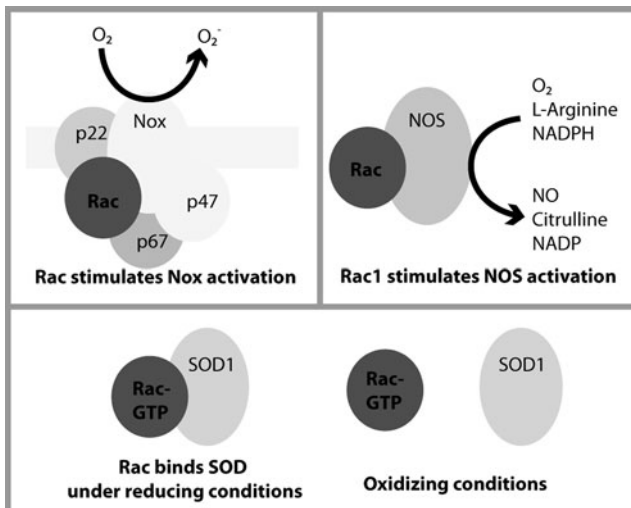 O₂
O₂⁻
p22
Nox
Rac
p47
p67
Rac stimulates Nox activation
NOS
Rac
O₂
L-Arginine
NADPH
NO
Citrulline
NADP
Rac1 stimulates NOS activation
SOD1
Rac-
GTP
Rac binds SOD
under reducing conditions
Rac-
GTP
SOD1
Oxidizing conditions